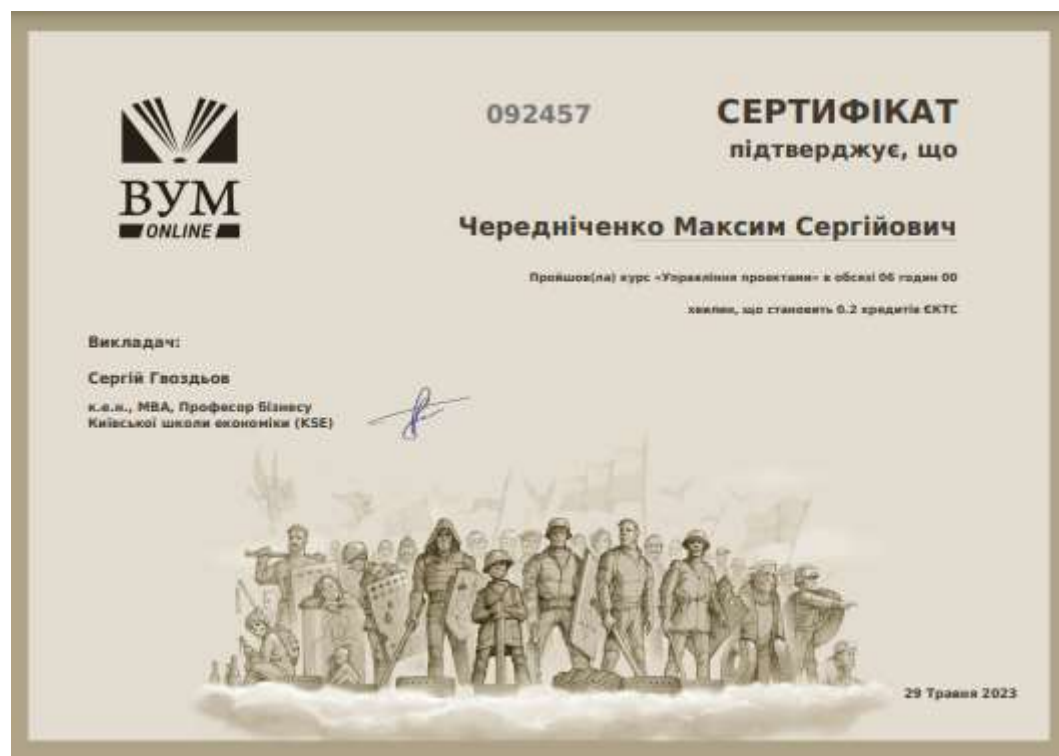 ВУМ
ONLINE
092457
СЕРТИФІКАТ
підтверджує, що
Чередніченко Максим Сергійович
Пройшов(ла) курс «Управління проектами» в обсязі 06 годин 00
хвилин, що становить 0.2 кредитів ЄКТС
Викладач:
Сергій Гвоздьов
к.е.н., MBA, Професор бізнесу
Київської школи економіки (KSE)
29 Травня 2023